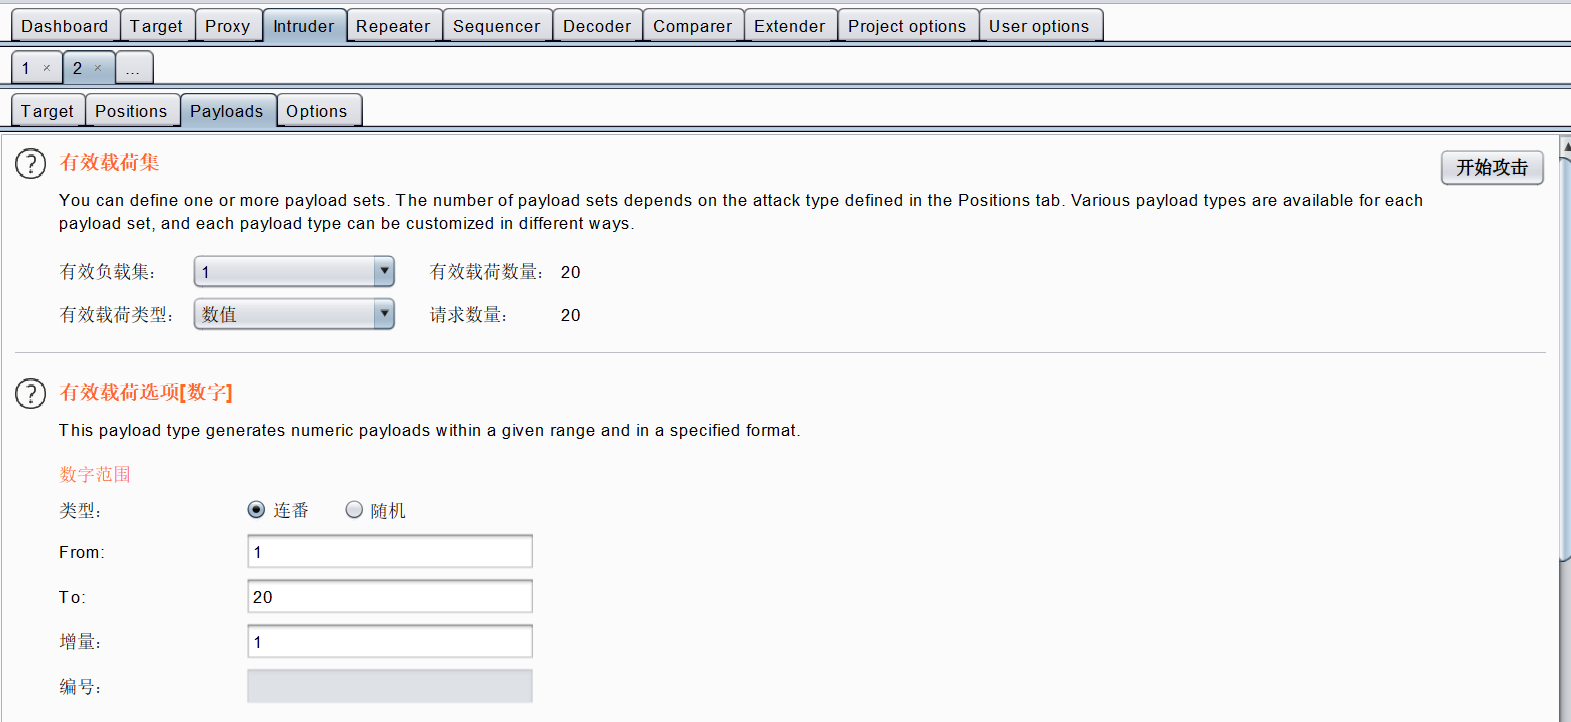 Dashboard Target Proxy Intruder Repeater Sequencer Decoder Comparer Extender Project options User options
1 × 2 × ...
Target Positions Payloads Options
有效载荷集
开始攻击
You can define one or more payload sets. The number of payload sets depends on the attack type defined in the Positions tab. Various payload types are available for each
payload set, and each payload type can be customized in different ways.
有效负载集: 1 有效载荷数量: 20
有效载荷类型: 数值 请求数量: 20
有效载荷选项[数字]
This payload type generates numeric payloads within a given range and in a specified format.
数字范围
类型: 连番 随机
From: 1
To: 20
增量: 1
编号: